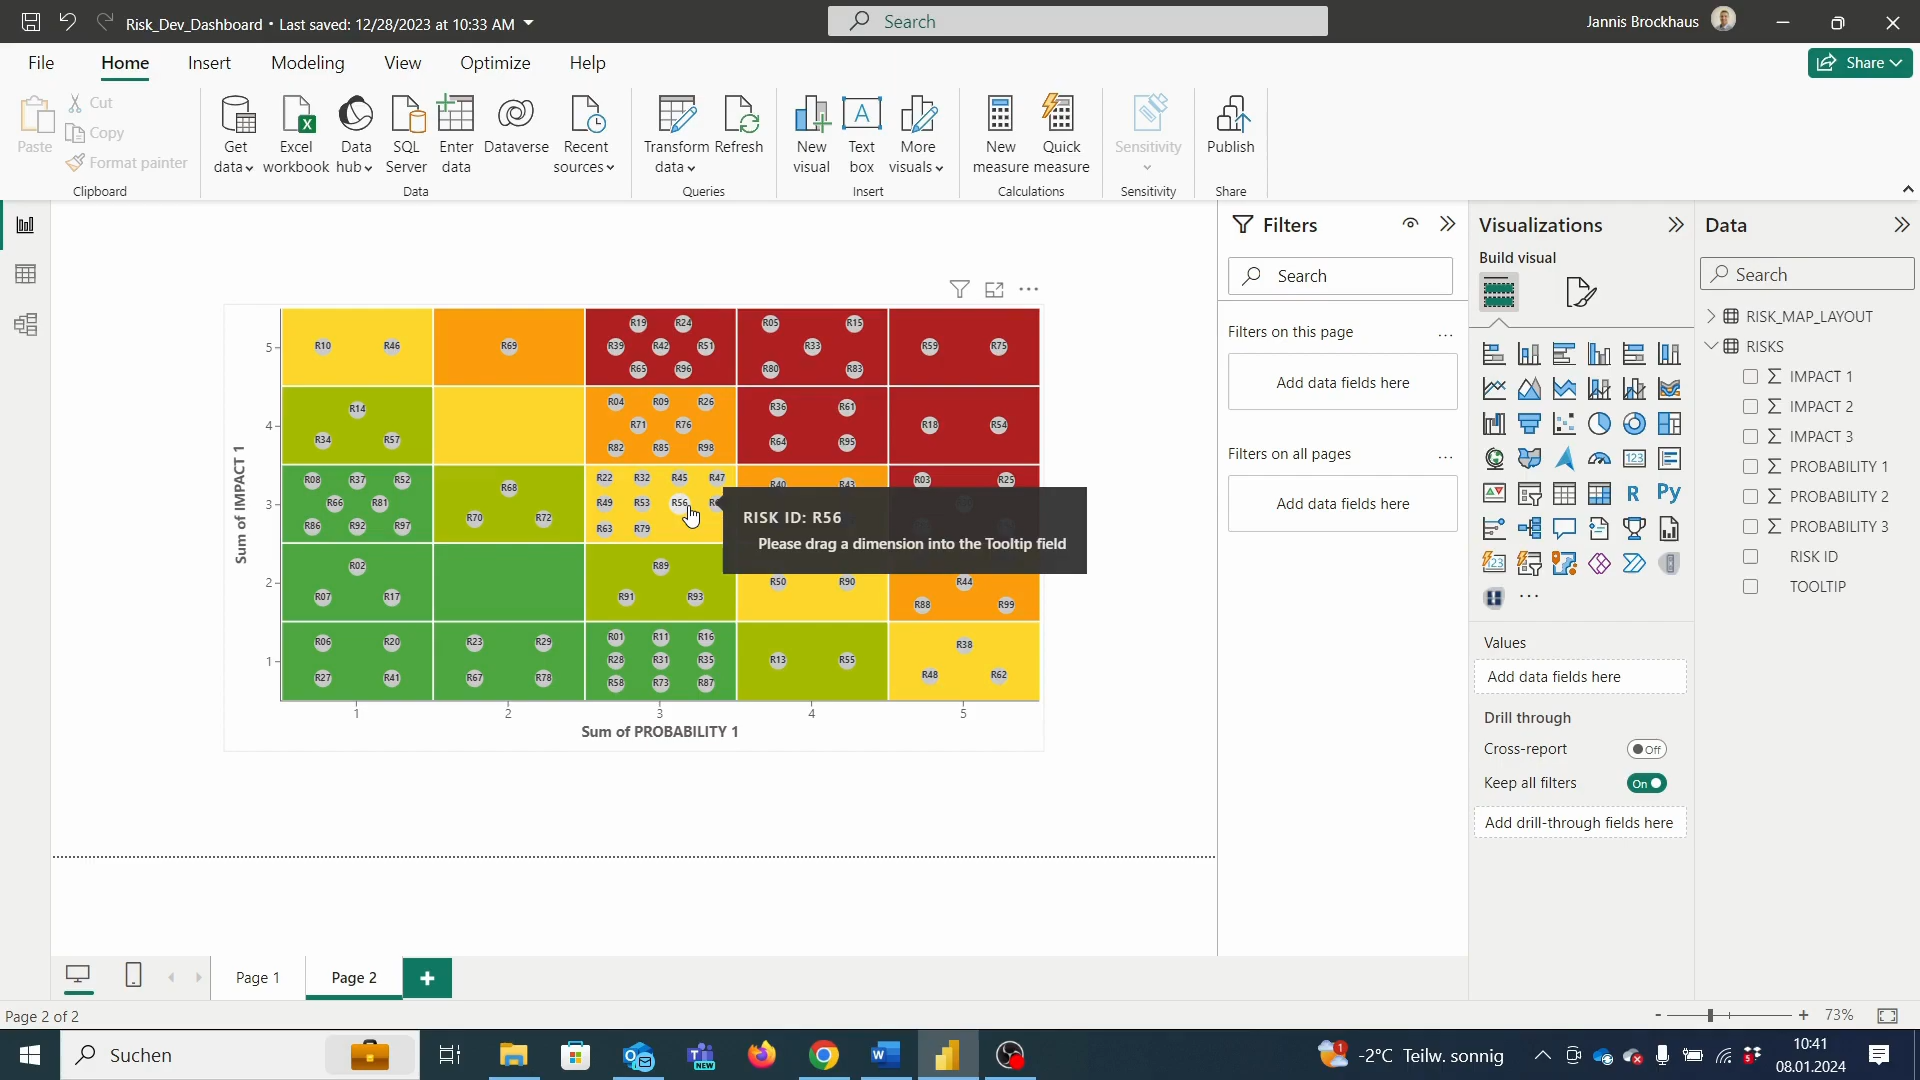 Risk_Dev_Dashboard • Last saved: 12/28/2023 at 10:33 AM
Search
Jannis Brockhaus
File Home Insert Modeling View Optimize Help
Share
Paste
Cut
Copy
Format painter
Clipboard
Get data
Excel workbook
Data hub
SQL Server
Enter data
Dataverse
Recent sources
Data
Transform data
Refresh
Queries
New visual
A
Text box
More visuals
Insert
New measure
Quick measure
Calculations
Sensitivity
Sensitivity
Publish
Share
Sum of IMPACT 1
5
R10 R46
R69
R19 R24
R39 R42 R51
R65 R96
R05 R15
R33
R80 R83
R59 R75
4
R14
R34 R57
R04 R09 R26
R71 R76
R82 R85 R98
R36 R61
R64 R95
R18 R54
3
R08 R37 R52
R66 R81
R86 R92 R97
R68
R70 R72
R22 R32 R45 R47
R49 R53 R56
R63 R79
R40 R43
R03 R25
RISK ID: R56
Please drag a dimension into the Tooltip field
2
R02
R07 R17
R89
R91 R93
R50 R90
R44
R88 R99
1
R06 R20
R27 R41
R23 R29
R67 R78
R01 R11 R16
R28 R31 R35
R58 R73 R87
R13 R55
R38
R48 R62
1 2 3 4 5
Sum of PROBABILITY 1
Filters
Search
Filters on this page ...
Add data fields here
Filters on all pages ...
Add data fields here
Visualizations
Build visual
123
R Py
...
Values
Add data fields here
Drill through
Cross-report Off
Keep all filters On
Add drill-through fields here
Data
Search
RISK_MAP_LAYOUT
RISKS
Σ IMPACT 1
Σ IMPACT 2
Σ IMPACT 3
Σ PROBABILITY 1
Σ PROBABILITY 2
Σ PROBABILITY 3
RISK ID
TOOLTIP
Page 1 Page 2 +
Page 2 of 2
- + 73%
Suchen
NEW
1
-2°C Teilw. sonnig
5
10:41
08.01.2024